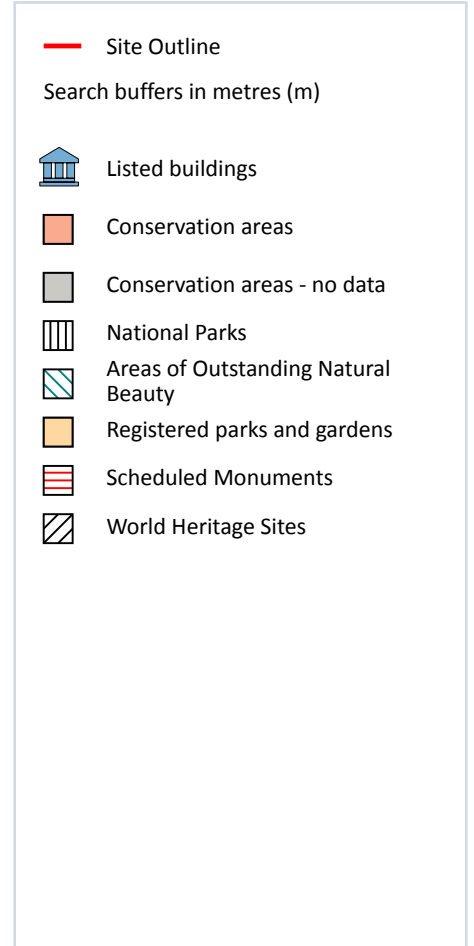 Site Outline
Search buffers in metres (m)
Listed buildings
Conservation areas
Conservation areas - no data
National Parks
Areas of Outstanding Natural
Beauty
Registered parks and gardens
Scheduled Monuments
World Heritage Sites